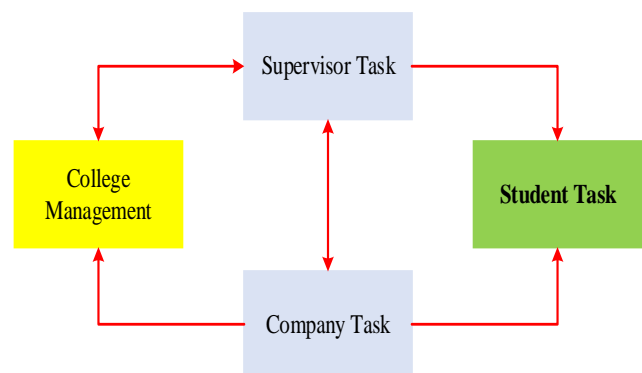 Supervisor Task
College
Management
Student Task
Company Task